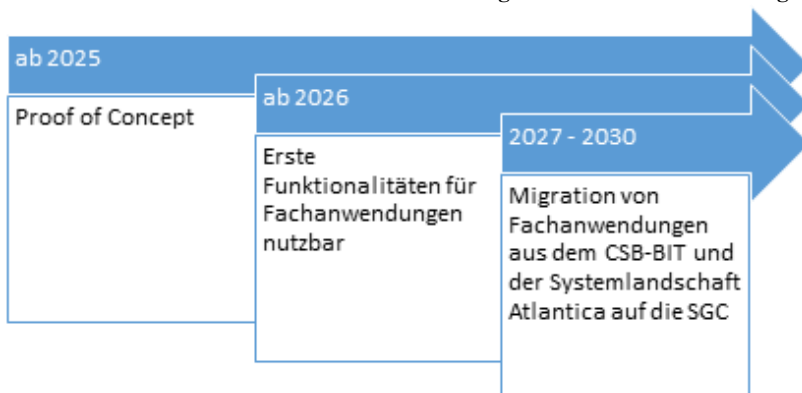 ab 2025
Proof of Concept
ab 2026
Erste
Funktionalitäten für
Fachanwendungen
nutzbar
2027 - 2030
Migration von
Fachanwendungen
aus dem CSB-BIT und
der Systemlandschaft
Atlantica auf die SGC